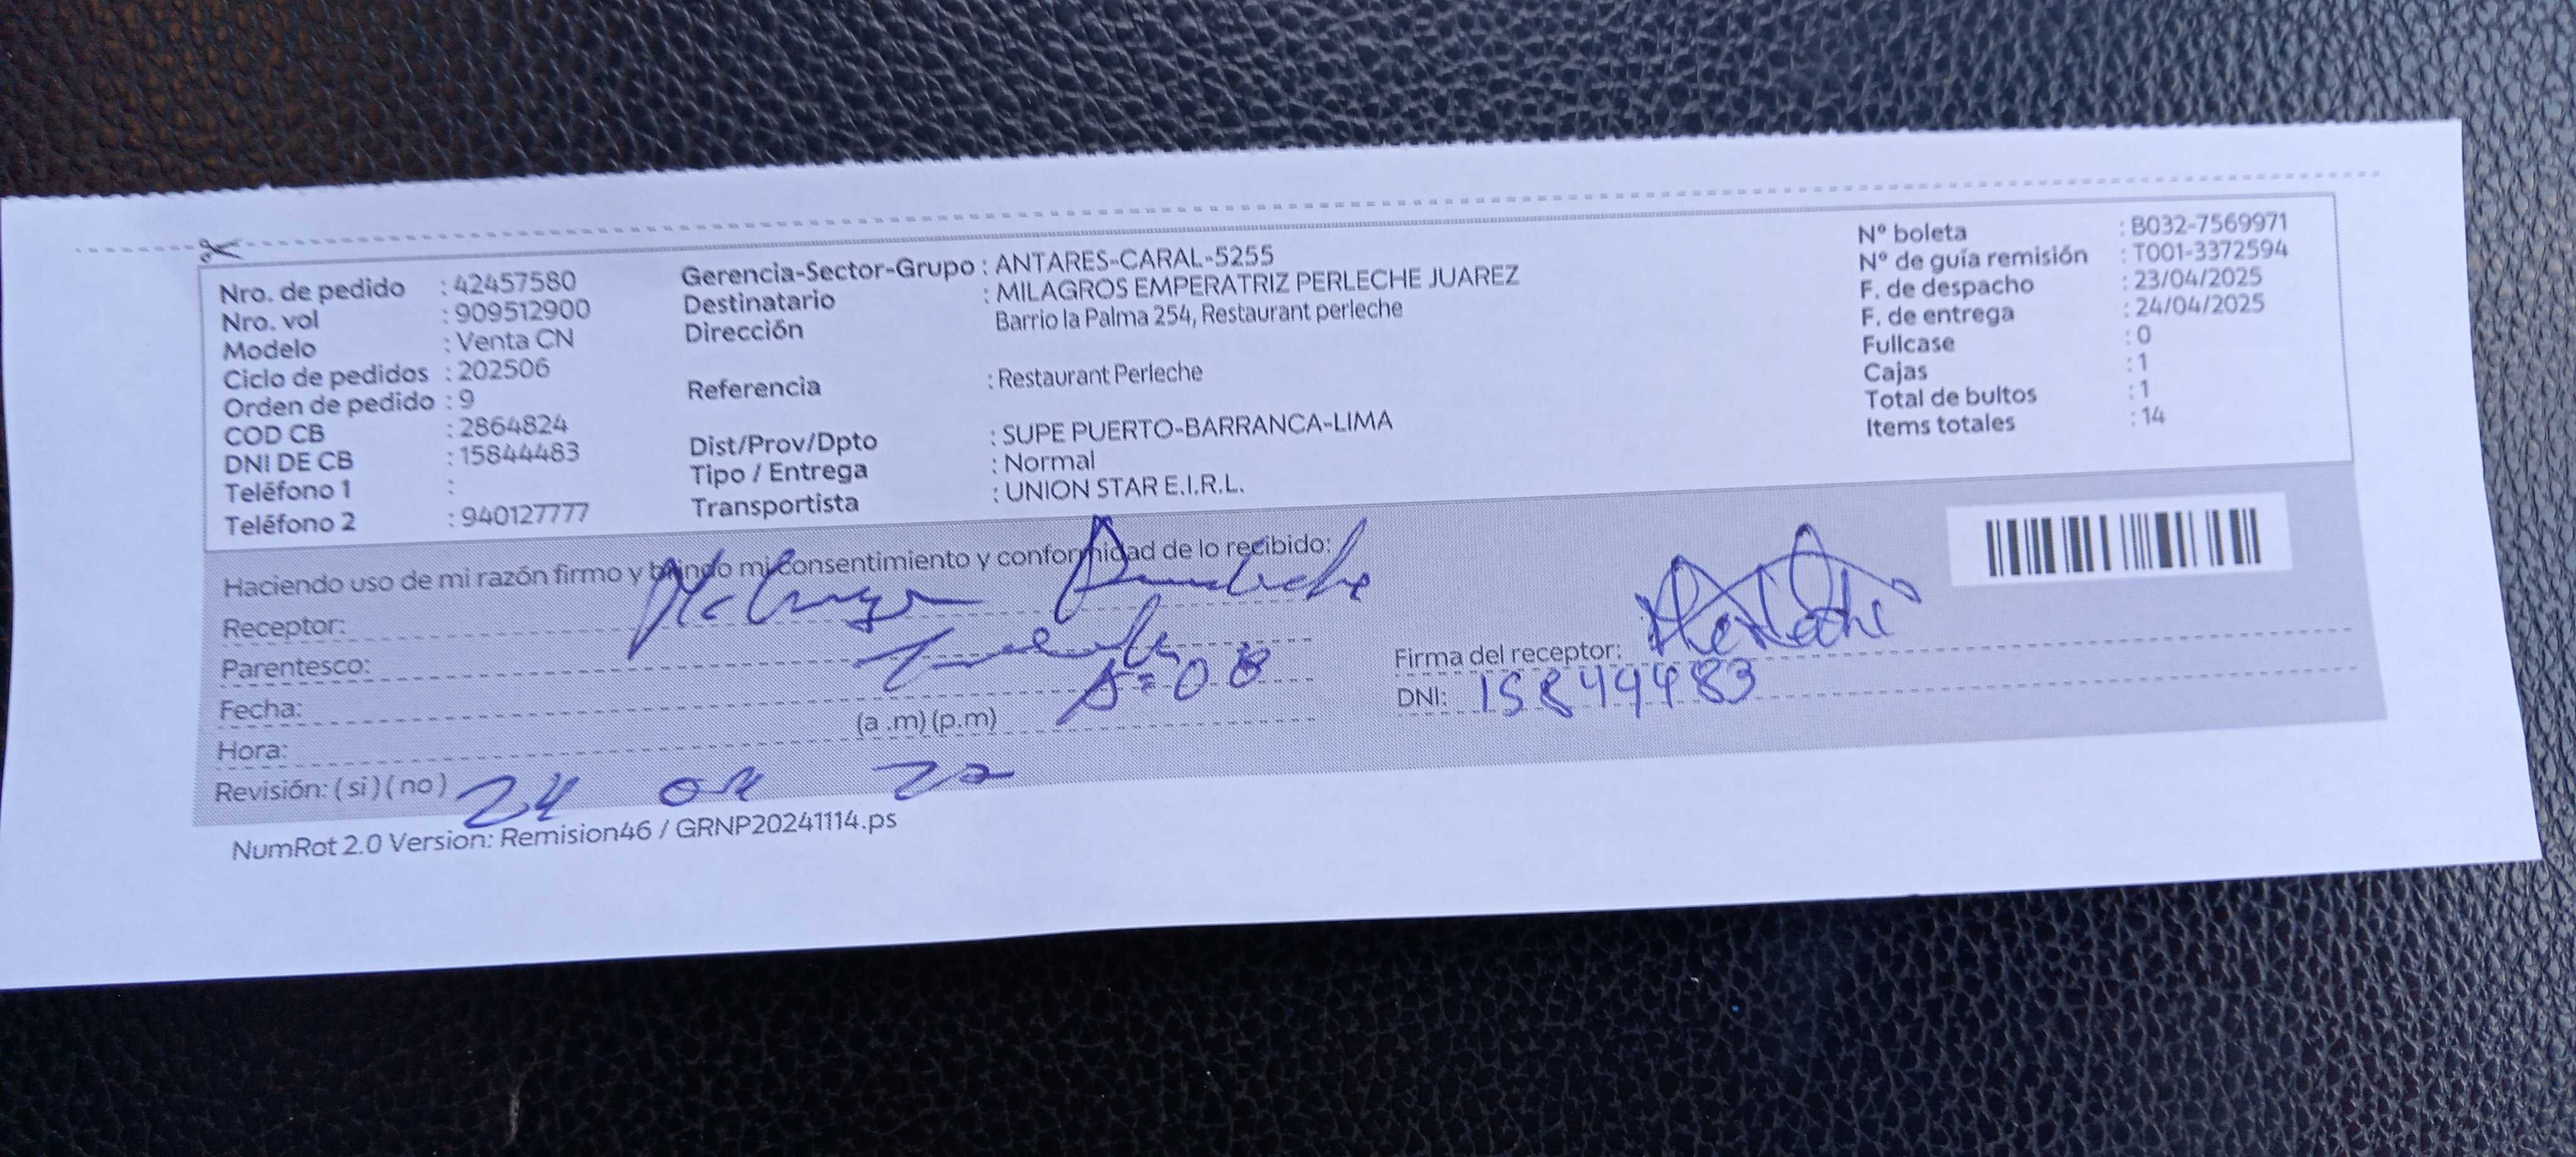 Nro. de pedido : 42457580
Nro. vol : 909512900
Modelo : Venta CN
Ciclo de pedidos : 202506
Orden de pedido : 9
COD CB : 2864824
DNI DE CB : 15844483
Teléfono 1 :
Teléfono 2 : 940127777
Gerencia-Sector-Grupo : ANTARES-CARAL-5255
Destinatario : MILAGROS EMPERATRIZ PERLECHE JUAREZ
Dirección Barrio la Palma 254, Restaurant perleche
Referencia : Restaurant Perleche
Dist/Prov/Dpto : SUPE PUERTO-BARRANCA-LIMA
Tipo / Entrega : Normal
Transportista : UNION STAR E.I.R.L.
N° boleta : B032-7569971
N° de guía remisión : T001-3372594
F. de despacho : 23/04/2025
F. de entrega : 24/04/2025
Fullcase : 0
Cajas : 1
Total de bultos : 1
Items totales : 14
Haciendo uso de mi razón firmo y brindo mi consentimiento y conformidad de lo recibido:
Receptor: Perleche
Parentesco:
Fecha:
Hora: (a .m) (p.m)
Revisión: ( si ) ( no ) 24
Firma del receptor:
DNI: 15844483
NumRot 2.0 Version: Remision46 / GRNP20241114.ps